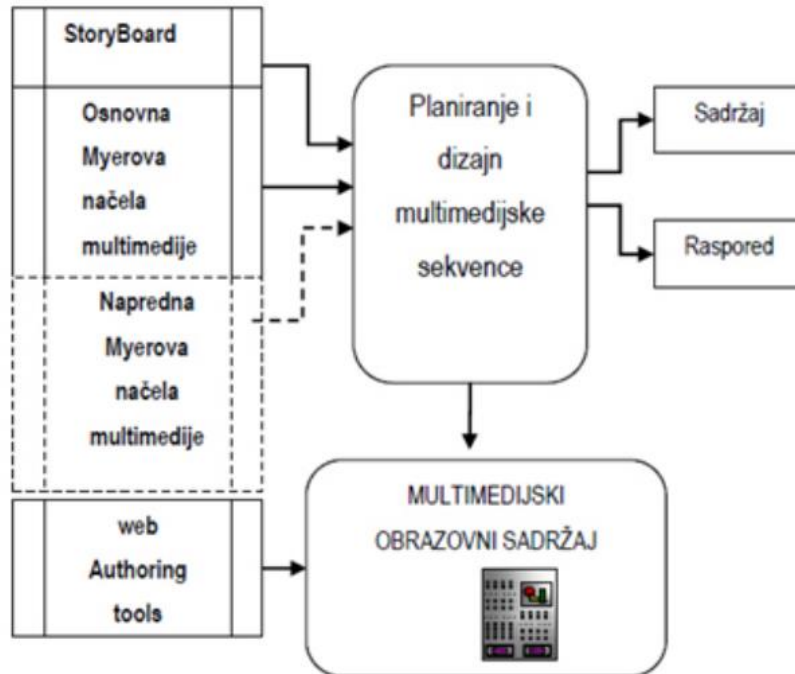 StoryBoard
Osnovna
Myerova
načela
multimedije
Napredna
Myerova
načela
multimedije
web
Authoring
tools
Planiranje i
dizajn
multimedijske
sekvence
Sadržaj
Raspored
MULTIMEDIJSKI
OBRAZOVNI SADRŽAJ